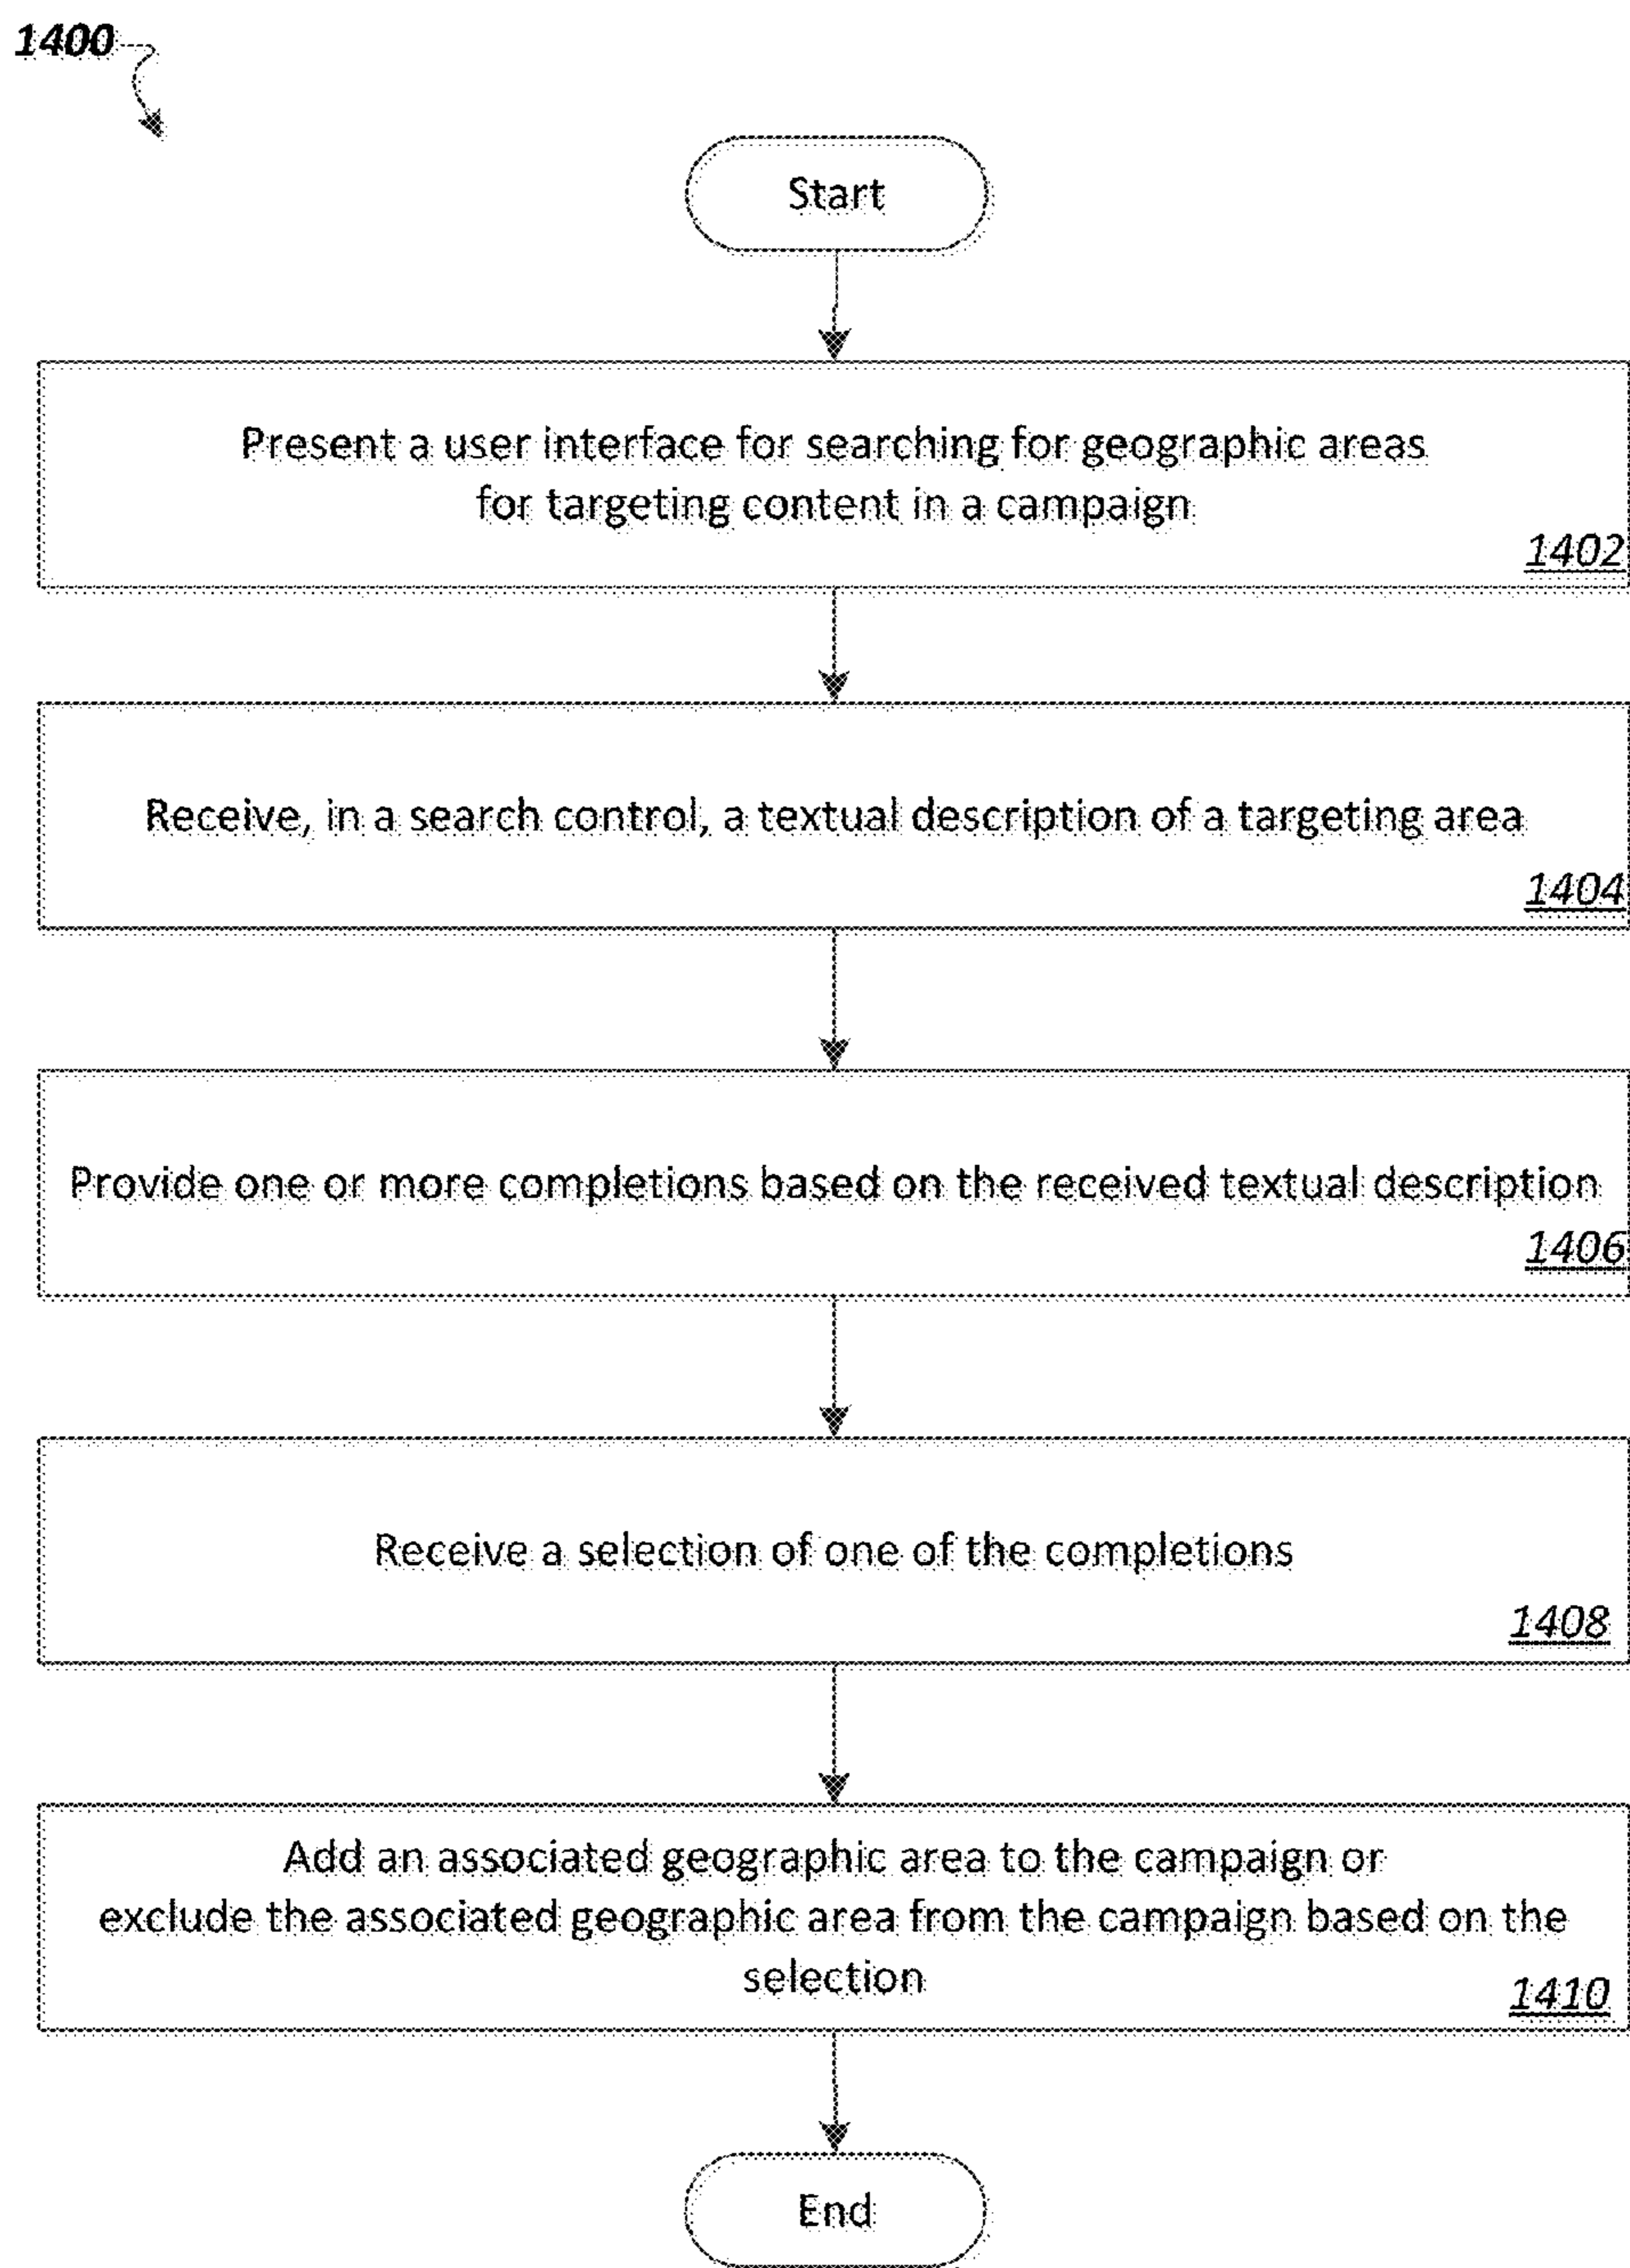 1400
Start
Present a user interface for searching for geographic areas
for targeting content in a campaign
1402
Receive, in a search control, a textual description of a targeting area
1404
Provide one or more completions based on the received textual description
1406
Receive a selection of one of the completions
1408
Add an associated geographic area to the campaign or
exclude the associated geographic area from the campaign based on the
selection
1410
End